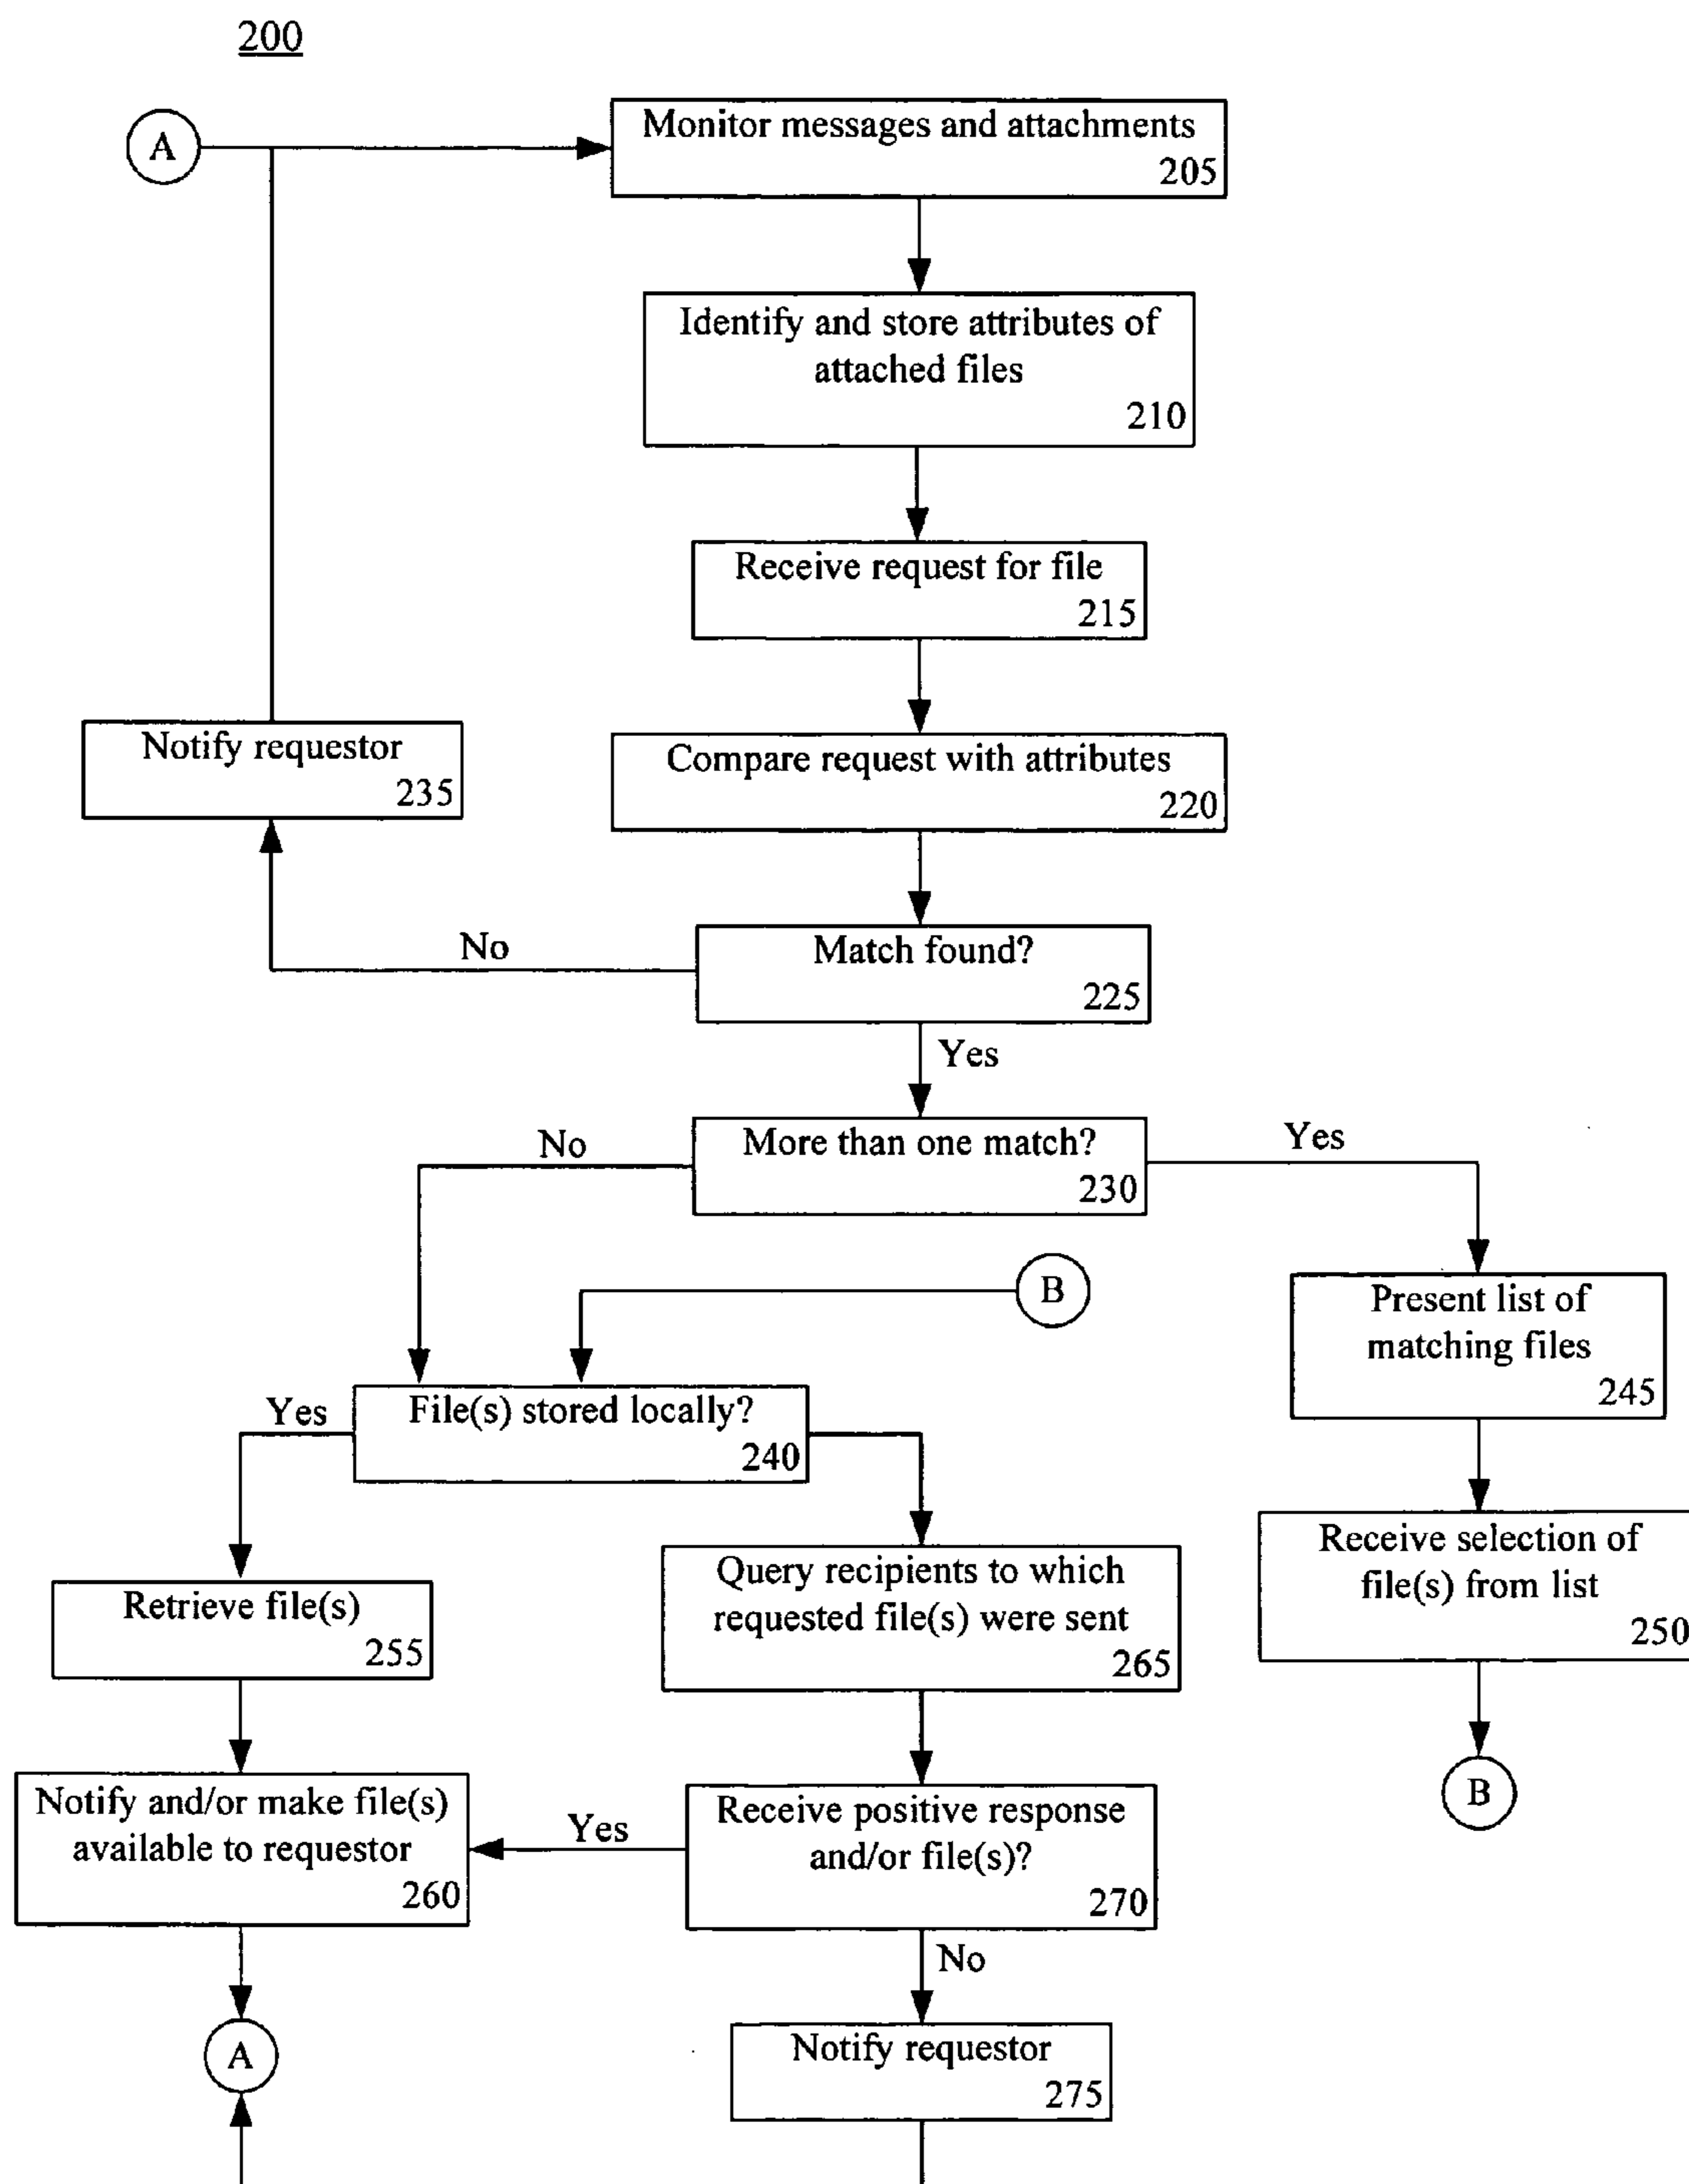 200
A
Monitor messages and attachments
205
Identify and store attributes of
attached files
210
Receive request for file
215
Notify requestor
235
Compare request with attributes
220
No
Match found?
225
Yes
No
More than one match?
230
Yes
B
Present list of
matching files
245
Yes
File(s) stored locally?
240
Receive selection of
file(s) from list
250
Query recipients to which
requested file(s) were sent
265
Retrieve file(s)
255
B
Notify and/or make file(s)
available to requestor
260
Yes
Receive positive response
and/or file(s)?
270
No
A
Notify requestor
275